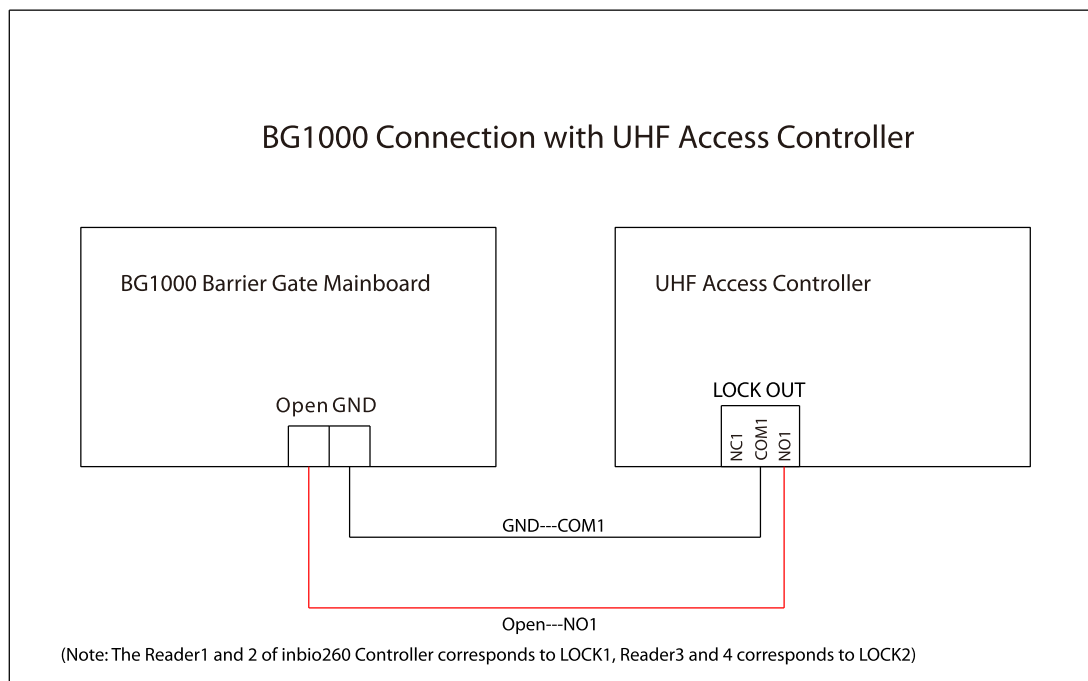 BG1000 Connection with UHF Access Controller
BG1000 Barrier Gate Mainboard
UHF Access Controller
Open GND
LOCK OUT
NC1
COM1
NO1
GND---COM1
Open---NO1
(Note: The Reader1 and 2 of inbio260 Controller corresponds to LOCK1, Reader3 and 4 corresponds to LOCK2)